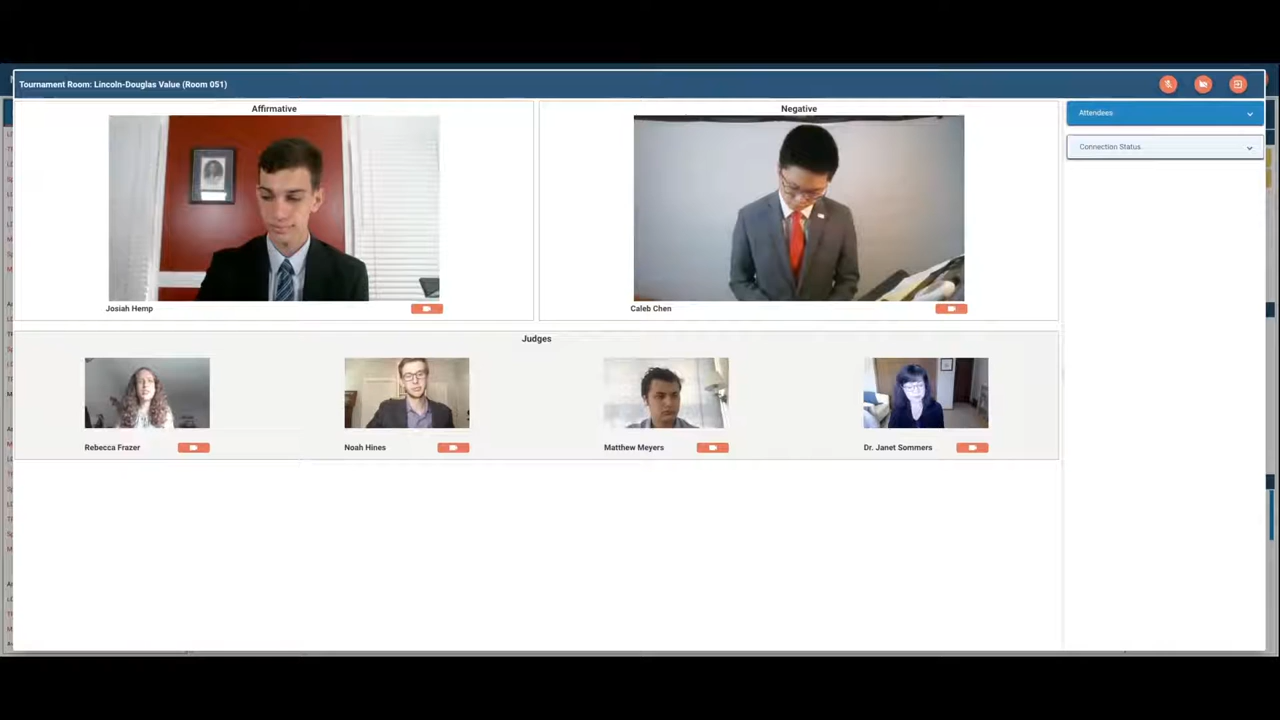 Tournament Room: Lincoln-Douglas Value (Room 051)
Affirmative
Negative
Attendees
Connection Status
Josiah Hemp
Caleb Chen
Judges
Rebecca Frazer
Noah Hines
Matthew Meyers
Dr. Janet Sommers